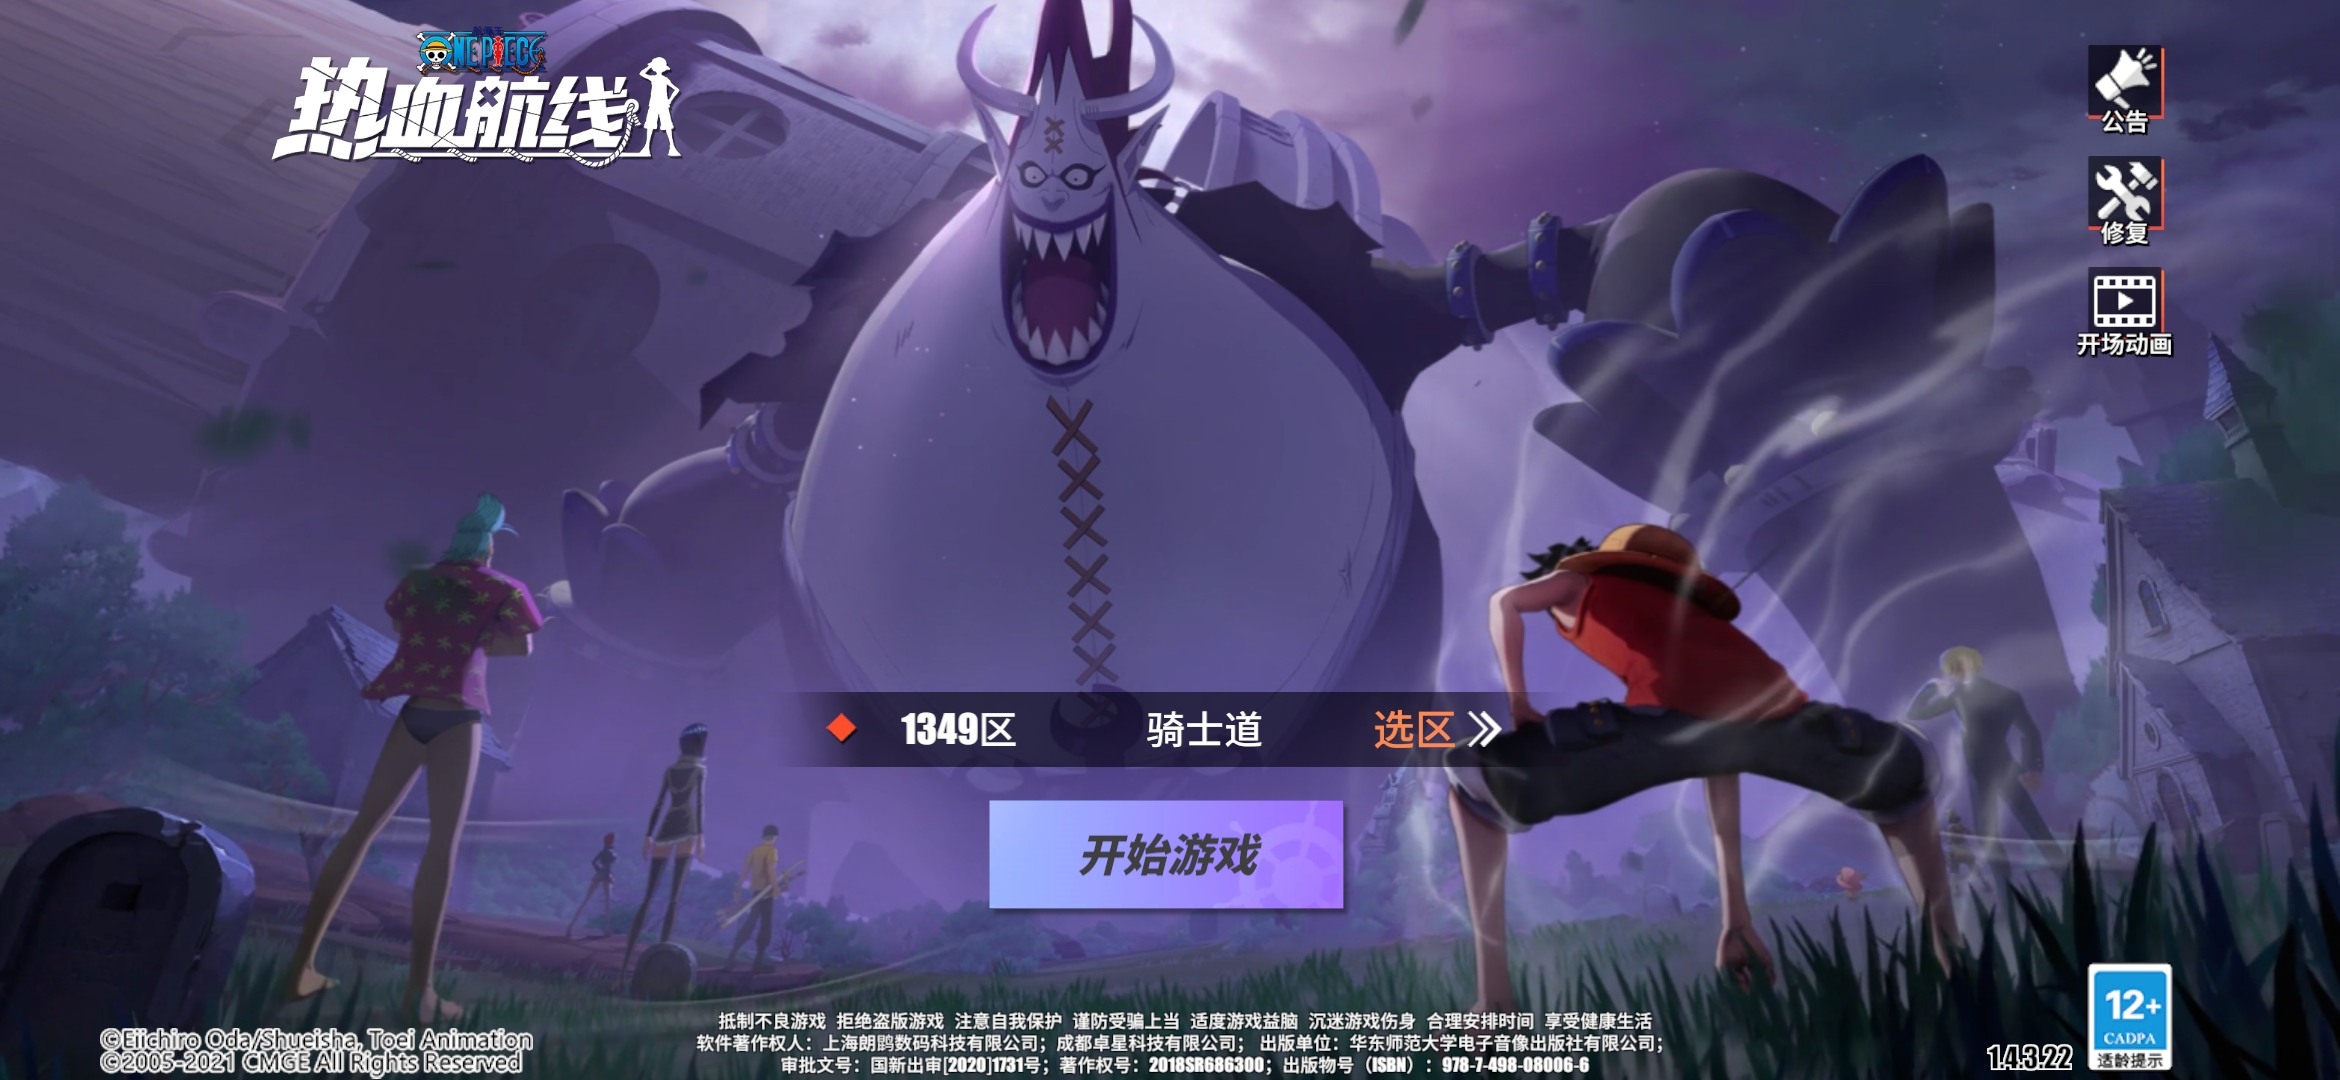 ONE PIECE
热血航线
公告
修复
开场动画
1349区 骑士道 选区
开始游戏
抵制不良游戏 拒绝盗版游戏 注意自我保护 谨防受骗上当 适度游戏益脑 沉迷游戏伤身 合理安排时间 享受健康生活
软件著作权人：上海朗鹍数码科技有限公司；成都卓星科技有限公司； 出版单位：华东师范大学电子音像出版社有限公司；
审批文号：国新出审[2020]1731号；著作权号：2018SR686300；出版物号（ISBN）：978-7-498-08006-6
©Eiichiro Oda/Shueisha, Toei Animation
©2005-2021 CMGE All Rights Reserved
1.4.3.22
12+
CADPA
适龄提示